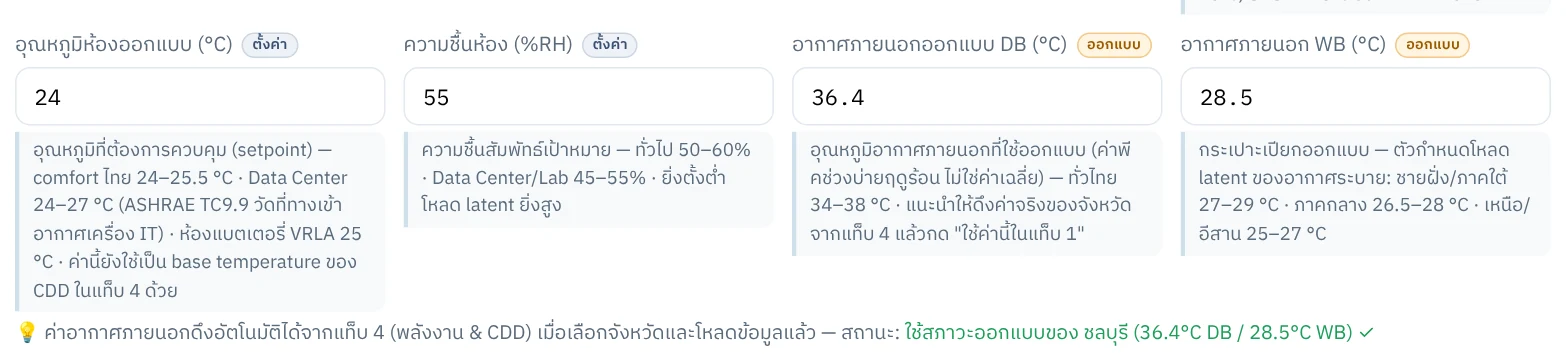 อุณหภูมิห้องออกแบบ (°C) ตั้งค่า
24
อุณหภูมิที่ต้องการควบคุม (setpoint) —
comfort ไทย 24–25.5 °C · Data Center
24–27 °C (ASHRAE TC9.9 วัดที่ทางเข้า
อากาศเครื่อง IT) · ห้องแบตเตอรี่ VRLA 25
°C · ค่านี้ยังใช้เป็น base temperature ของ
CDD ในแท็บ 4 ด้วย
ความชื้นห้อง (%RH) ตั้งค่า
55
ความชื้นสัมพัทธ์เป้าหมาย — ทั่วไป 50–60%
· Data Center/Lab 45–55% · ยิ่งตั้งต่ำ
โหลด latent ยิ่งสูง
อากาศภายนอกออกแบบ DB (°C) ออกแบบ
36.4
อุณหภูมิอากาศภายนอกที่ใช้ออกแบบ (ค่าพี
คช่วงบ่ายฤดูร้อน ไม่ใช่ค่าเฉลี่ย) — ทั่วไทย
34–38 °C · แนะนำให้ดึงค่าจริงของจังหวัด
จากแท็บ 4 แล้วกด "ใช้ค่านี้ในแท็บ 1"
อากาศภายนอก WB (°C) ออกแบบ
28.5
กระเปาะเปียกออกแบบ — ตัวกำหนดโหลด
latent ของอากาศระบาย: ชายฝั่ง/ภาคใต้
27–29 °C · ภาคกลาง 26.5–28 °C · เหนือ/
อีสาน 25–27 °C
💡 ค่าอากาศภายนอกดึงอัตโนมัติได้จากแท็บ 4 (พลังงาน & CDD) เมื่อเลือกจังหวัดและโหลดข้อมูลแล้ว — สถานะ: ใช้สภาวะออกแบบของ ชลบุรี (36.4°C DB / 28.5°C WB) ✓